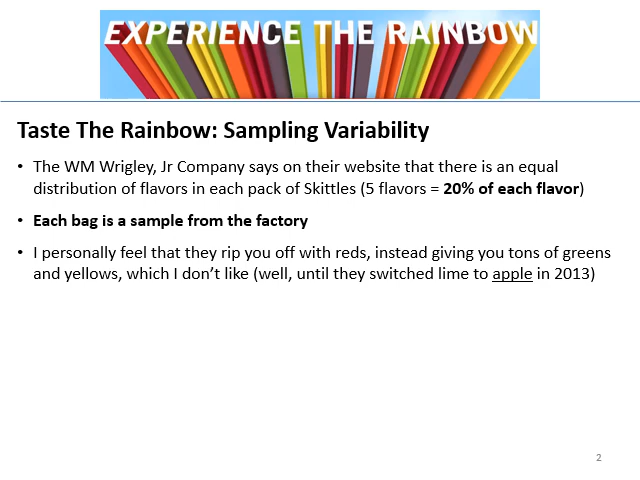 EXPERIENCE THE RAINBOW
Taste The Rainbow: Sampling Variability
• The WM Wrigley, Jr Company says on their website that there is an equal
distribution of flavors in each pack of Skittles (5 flavors = 20% of each flavor)
• Each bag is a sample from the factory
• I personally feel that they rip you off with reds, instead giving you tons of greens
and yellows, which I don’t like (well, until they switched lime to apple in 2013)
2